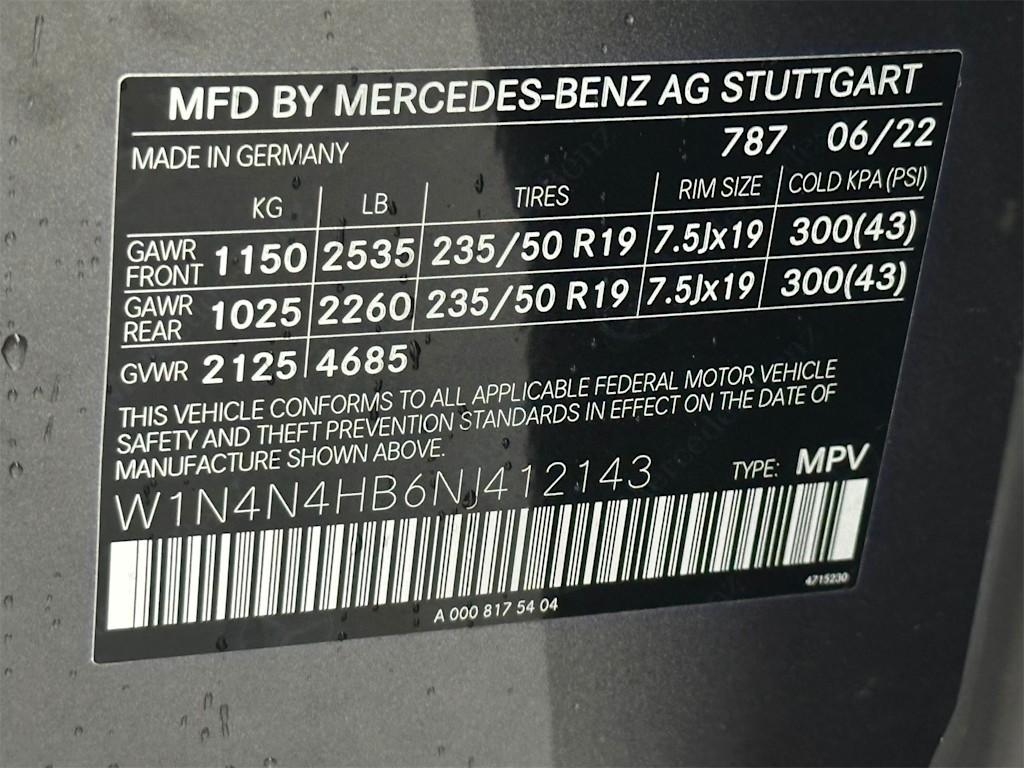 MFD BY MERCEDES-BENZ AG STUTTGART
MADE IN GERMANY 787 06/22
KG LB TIRES RIM SIZE COLD KPA (PSI)
GAWR FRONT 1150 2535 235/50 R19 7.5Jx19 300(43)
GAWR REAR 1025 2260 235/50 R19 7.5Jx19 300(43)
GVWR 2125 4685
THIS VEHICLE CONFORMS TO ALL APPLICABLE FEDERAL MOTOR VEHICLE
SAFETY AND THEFT PREVENTION STANDARDS IN EFFECT ON THE DATE OF
MANUFACTURE SHOWN ABOVE.
W1N4N4HB6NJ412143 TYPE: MPV
4715230
A 000 817 54 04